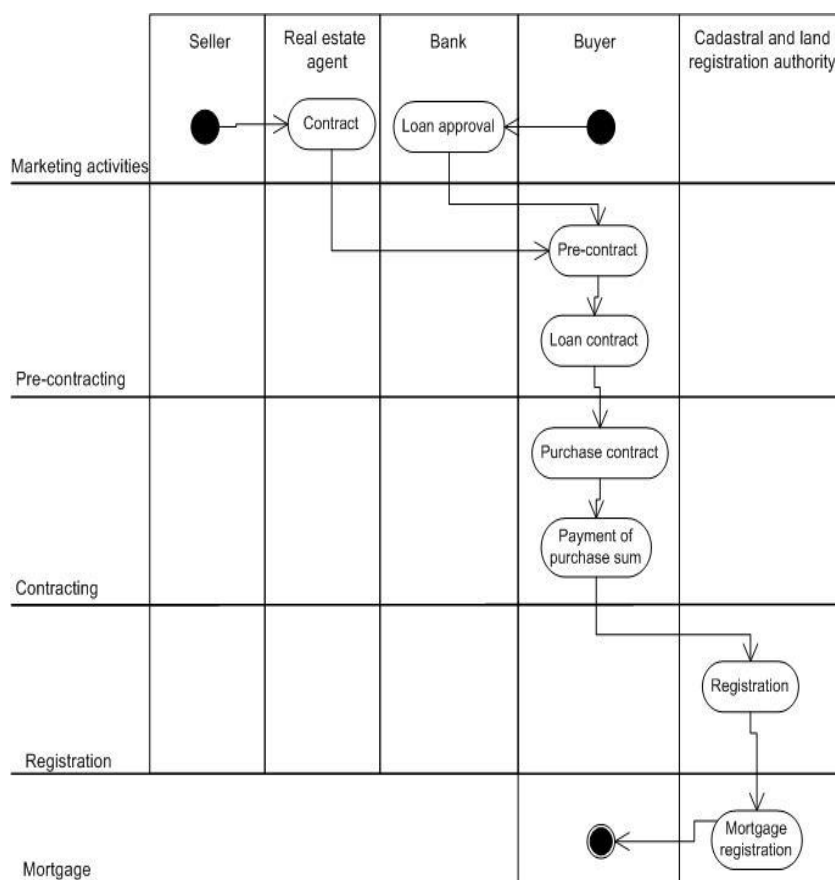 Seller
Real estate
agent
Bank
Buyer
Cadastral and land
registration authority
Contract
Loan approval
Marketing activities
Pre-contract
Loan contract
Pre-contracting
Purchase contract
Payment of
purchase sum
Contracting
Registration
Registration
Mortgage
registration
Mortgage